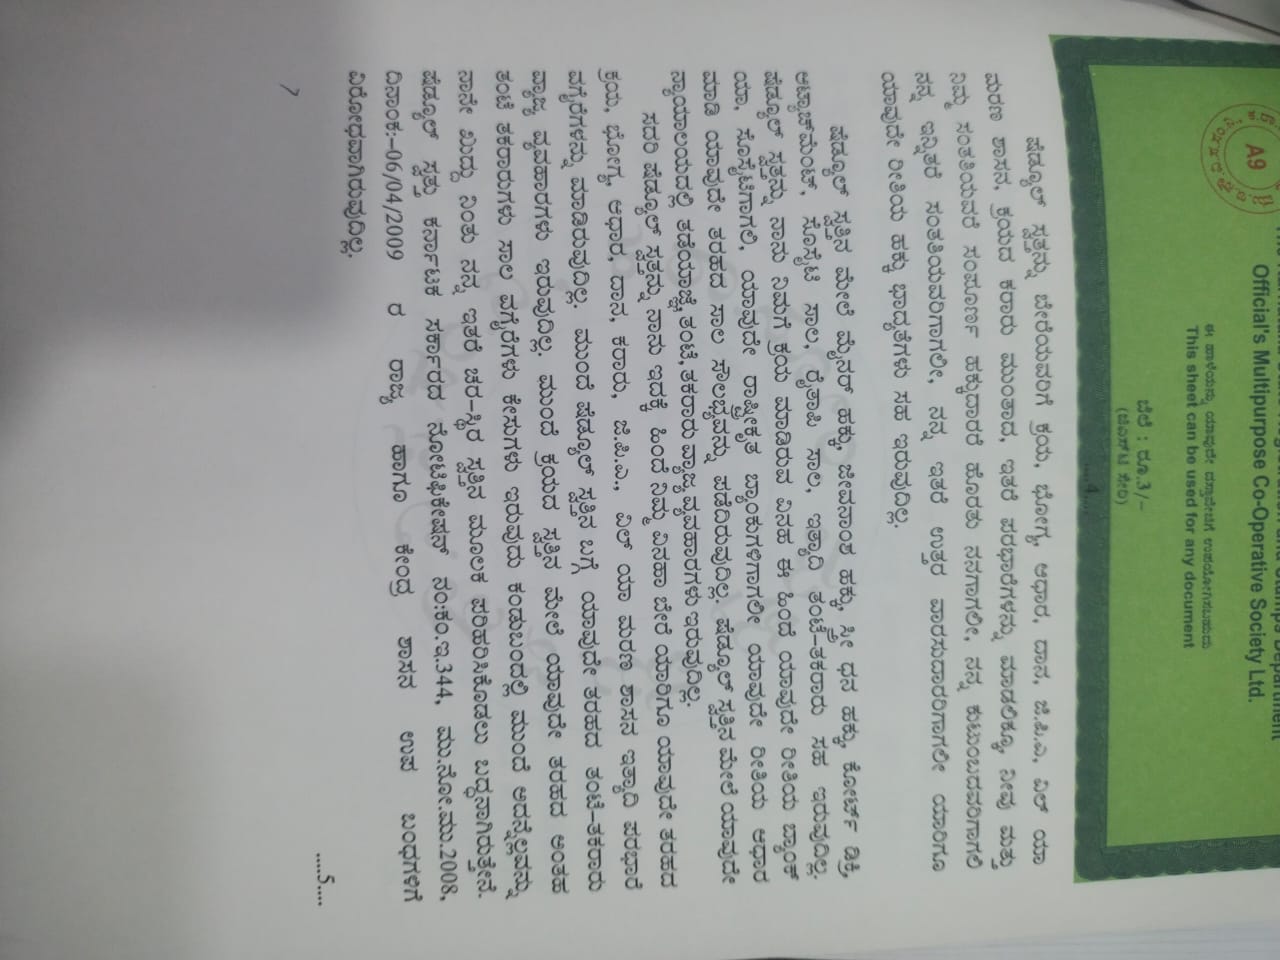 The Karnataka State Registration and Stamps Department
Official's Multipurpose Co-Operative Society Ltd.
A9
ಈ ಹಾಳೆಯನ್ನು ಯಾವುದೇ ದಸ್ತಾವೇಜಿಗೆ ಉಪಯೋಗಿಸಬಹುದು
This sheet can be used for any document
ಬೆಲೆ : ರೂ.3/-
(ಜಿಎಸ್‌ಟಿ ಸೇರಿ)
....4....
ಷೆಡ್ಯೂಲ್ ಸ್ವತ್ತನ್ನು ಬೇರೆಯವರಿಗೆ ಕ್ರಯ, ಭೋಗ್ಯ, ಆಧಾರ, ದಾನ, ಜಿ.ಪಿ.ಎ, ವಿಲ್ ಯಾ
ಮರಣ ಶಾಸನ, ಕ್ರಯದ ಕರಾರು ಮುಂತಾದ, ಇತರೆ ಪರಭಾರೆಗಳನ್ನು ಮಾಡಲಿಕ್ಕೂ, ನೀವು ಮತ್ತು
ನಿಮ್ಮ ಸಂತತಿಯವರೆ ಸಂಪೂರ್ಣ ಹಕ್ಕುದಾರರೆ ಹೊರತು ನನಗಾಗಲೀ, ನನ್ನ ಕುಟುಂಬದವರಿಗಾಗಲಿ
ನನ್ನ ಇನ್ನಿತರೆ ಸಂತತಿಯವರಿಗಾಗಲೀ, ನನ್ನ ಇತರೆ ಉತ್ತರ ವಾರಸುದಾರರಿಗಾಗಲೀ ಯಾರಿಗೂ
ಯಾವುದೇ ರೀತಿಯ ಹಕ್ಕು ಭಾದ್ಯತೆಗಳು ಸಹ ಇರುವುದಿಲ್ಲ.
ಷೆಡ್ಯೂಲ್ ಸ್ವತ್ತಿನ ಮೇಲೆ ಮೈನರ್ ಹಕ್ಕು, ಜೀವನಾಂಶ ಹಕ್ಕು, ಸ್ತ್ರೀ ಧನ ಹಕ್ಕು, ಕೋರ್ಟ್ ಡಿಕ್ರಿ,
ಆಟ್ಯಾಚ್‌ಮೆಂಟ್, ಸೊಸೈಟಿ ಸಾಲ, ರೈತಾಪಿ ಸಾಲ, ಇತ್ಯಾದಿ ತಂಟೆ-ತಕರಾರು ಸಹ ಇರುವುದಿಲ್ಲ.
ಷೆಡ್ಯೂಲ್ ಸ್ವತ್ತನ್ನು ನಾನು ನಿಮಗೆ ಕ್ರಯ ಮಾಡಿರುವ ವಿನಹ ಈ ಹಿಂದೆ ಯಾವುದೇ ರೀತಿಯ ಬ್ಯಾಂಕ್
ಯಾ, ಸೊಸೈಟಿಗಾಗಲಿ, ಯಾವುದೇ ರಾಷ್ಟ್ರೀಕೃತ ಬ್ಯಾಂಕುಗಳಿಗಾಗಲೀ ಯಾವುದೇ ರೀತಿಯ ಆಧಾರ
ಮಾಡಿ ಯಾವುದೇ ತರಹದ ಸಾಲ ಸೌಲಭ್ಯವನ್ನು ಪಡೆದಿರುವುದಿಲ್ಲ. ಷೆಡ್ಯೂಲ್ ಸ್ವತ್ತಿನ ಮೇಲೆ ಯಾವುದೇ
ನ್ಯಾಯಾಲಯದಲ್ಲಿ ತಡೆಯಾಜ್ಞೆ, ತಂಟೆ, ತಕರಾರು ವ್ಯಾಜ್ಯ ವ್ಯವಹಾರಗಳು ಇರುವುದಿಲ್ಲ.
ಸದರಿ ಷೆಡ್ಯೂಲ್ ಸ್ವತ್ತನ್ನು ನಾನು ಇದಕ್ಕೆ ಹಿಂದೆ ನಿಮ್ಮ ವಿನಹಾ ಬೇರೆ ಯಾರಿಗೂ ಯಾವುದೇ ತರಹದ
ಕ್ರಯ, ಭೋಗ್ಯ, ಆಧಾರ, ದಾನ, ಕರಾರು, ಜಿ.ಪಿ.ಎ., ವಿಲ್ ಯಾ ಮರಣ ಶಾಸನ ಇತ್ಯಾದಿ ಪರಭಾರೆ
ವಗೈರೆಗಳನ್ನು ಮಾಡಿರುವುದಿಲ್ಲ. ಮುಂದೆ ಷೆಡ್ಯೂಲ್ ಸ್ವತ್ತಿನ ಬಗ್ಗೆ ಯಾವುದೇ ತರಹದ ತಂಟೆ-ತಕರಾರು
ವ್ಯಾಜ್ಯ ವ್ಯವಹಾರಗಳು ಇರುವುದಿಲ್ಲ. ಮುಂದೆ ಕ್ರಯದ ಸ್ವತ್ತಿನ ಮೇಲೆ ಯಾವುದೇ ತರಹದ ಅಂತಹ
ತಂಟೆ ತಕರಾರುಗಳು ಸಾಲ ವಗೈರೆಗಳು ಕೇಸುಗಳು ಇರುವುದು ಕಂಡುಬಂದಲ್ಲಿ ಮುಂದೆ ಅದನ್ನೆಲ್ಲವನ್ನು
ನಾನೇ ಖುದ್ದು ನಿಂತು ನನ್ನ ಇತರೆ ಚರ-ಸ್ಥಿರ ಸ್ವತ್ತಿನ ಮೂಲಕ ಪರಿಹರಿಸಿಕೊಡಲು ಬದ್ಧನಾಗಿರುತ್ತೇನೆ.
ಷೆಡ್ಯೂಲ್ ಸ್ವತ್ತು ಕರ್ನಾಟಕ ಸರ್ಕಾರದ ನೋಟಿಫಿಕೇಷನ್ ನಂ:ಕಂ.ಇ.344, ಮು.ನೋ.ಮು.2008,
ದಿನಾಂಕ:-06/04/2009 ರ ರಾಜ್ಯ ಹಾಗೂ ಕೇಂದ್ರ ಶಾಸನ ಉಪ ಬಂಧಗಳಿಗೆ
ವಿರೋಧವಾಗಿರುವುದಿಲ್ಲ.
....5....